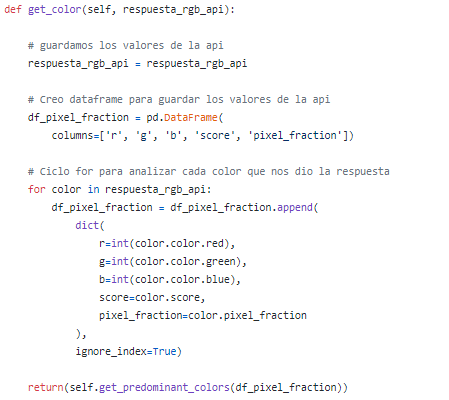 def get_color(self, respuesta_rgb_api):
# guardamos los valores de la api
respuesta_rgb_api = respuesta_rgb_api
# Creo dataframe para guardar los valores de la api
df_pixel_fraction = pd.DataFrame(
columns=['r', 'g', 'b', 'score', 'pixel_fraction'])
# Ciclo for para analizar cada color que nos dio la respuesta
for color in respuesta_rgb_api:
df_pixel_fraction = df_pixel_fraction.append(
dict(
r=int(color.color.red),
g=int(color.color.green),
b=int(color.color.blue),
score=color.score,
pixel_fraction=color.pixel_fraction
),
ignore_index=True)
return(self.get_predominant_colors(df_pixel_fraction))